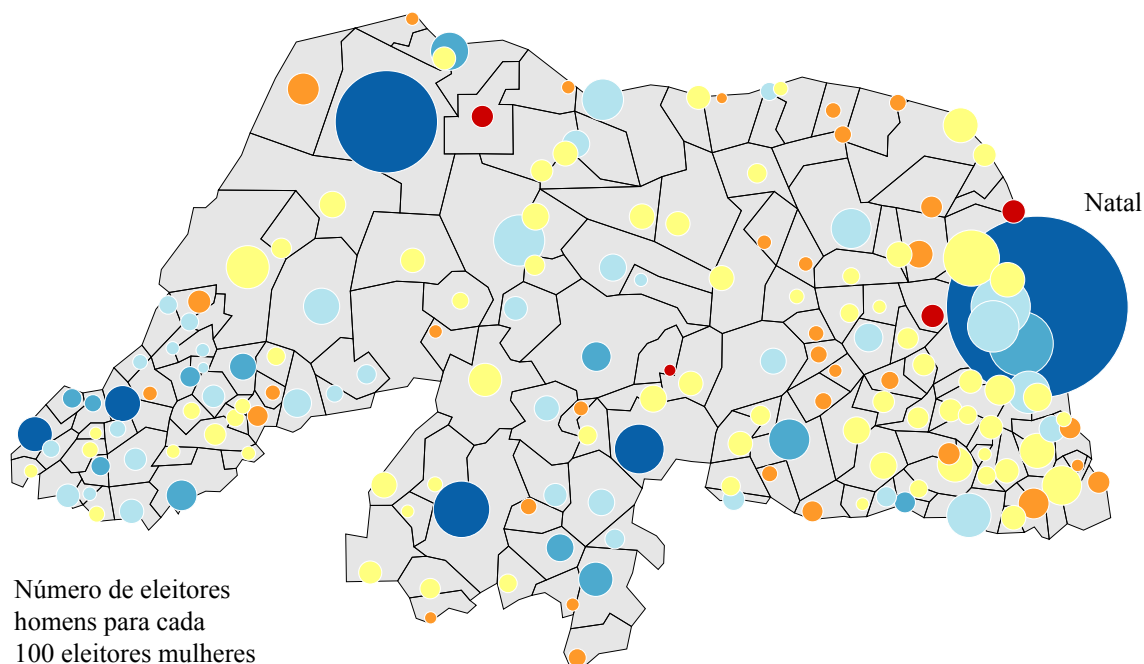 Natal
Número de eleitores
homens para cada
100 eleitores mulheres